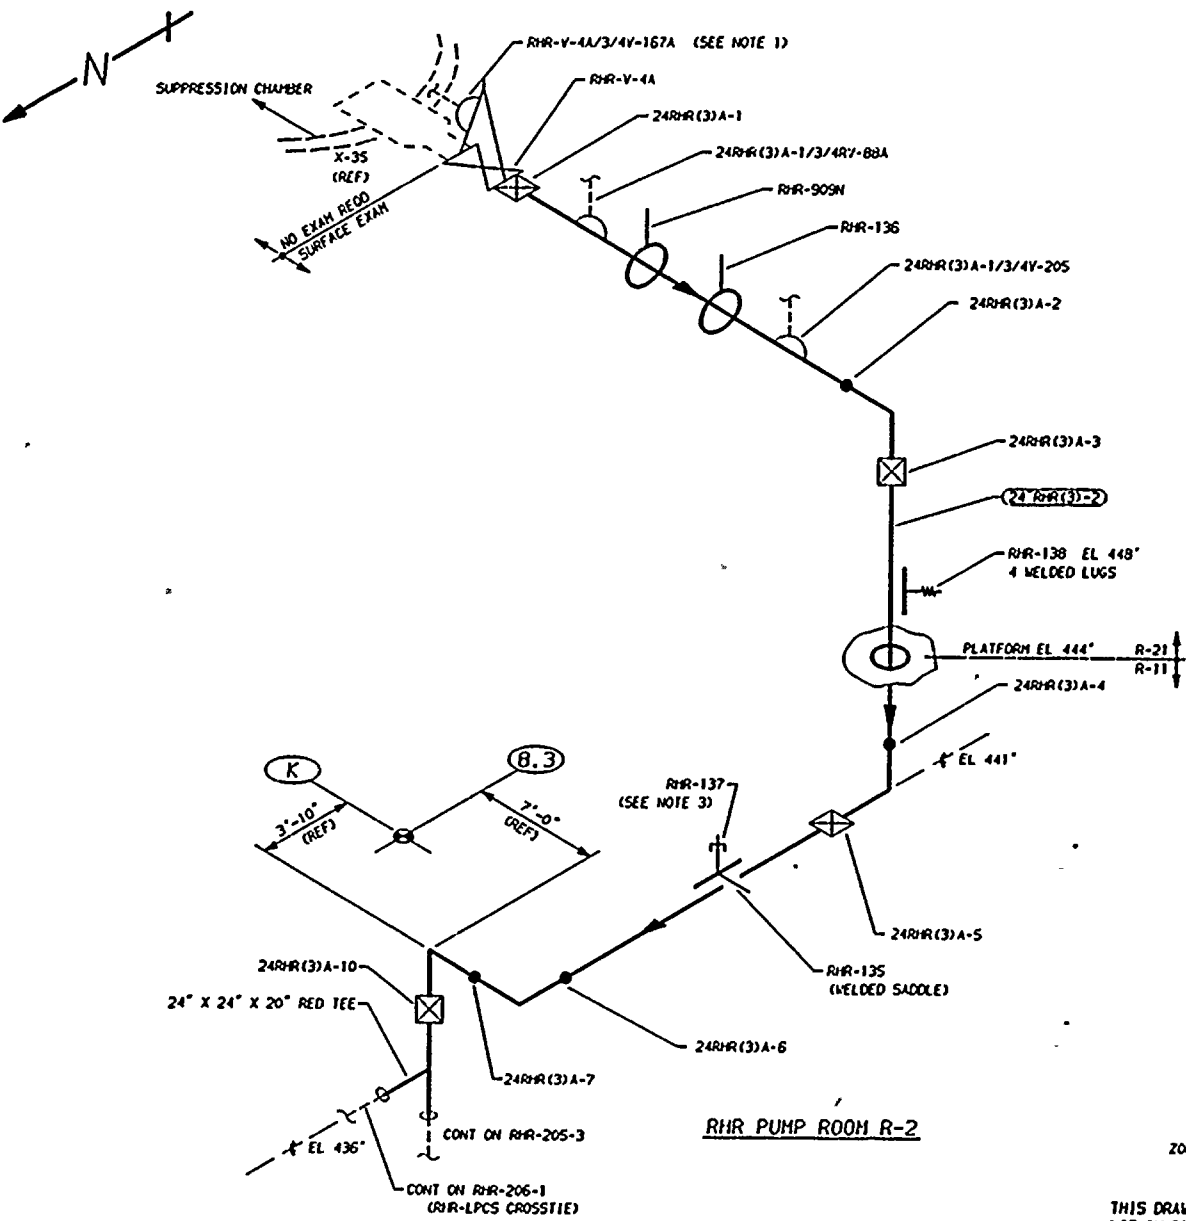 N
RHR-V-4A/3/4V-167A (SEE NOTE 1)
SUPPRESSION CHAMBER
RHR-V-4A
24RHR(3)A-1
X-35
(REF)
24RHR(3)A-1/3/4RV-88A
NO EXAM REQD
SURFACE EXAM
RHR-909N
RHR-136
24RHR(3)A-1/3/4V-205
24RHR(3)A-2
24RHR(3)A-3
24 RHR(3)-2
RHR-138 EL 448'
4 WELDED LUGS
PLATFORM EL 444'
R-21
R-11
24RHR(3)A-4
K
8.3
℄ EL 441'
3'-10"
(REF)
7'-0"
(REF)
RHR-137
(SEE NOTE 3)
24RHR(3)A-5
24RHR(3)A-10
RHR-135
(WELDED SADDLE)
24" X 24" X 20" RED TEE
24RHR(3)A-6
24RHR(3)A-7
RHR PUMP ROOM R-2
CONT ON RHR-205-3
℄ EL 436'
CONT ON RHR-206-1
(RHR-LPCS CROSSTIE)
THIS